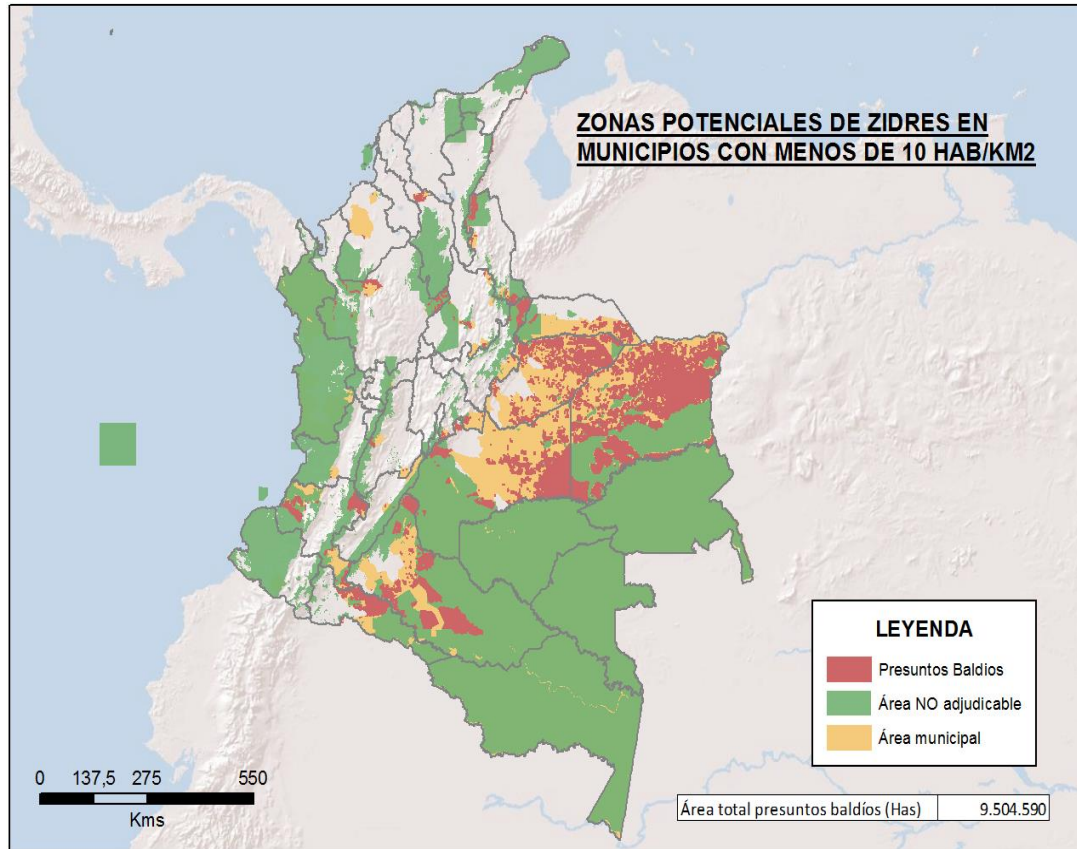 ZONAS POTENCIALES DE ZIDRES EN
MUNICIPIOS CON MENOS DE 10 HAB/KM2
LEYENDA
Presuntos Baldios
Área NO adjudicable
Área municipal
0 137,5 275 550
Kms
Área total presuntos baldíos (Has) 9.504.590